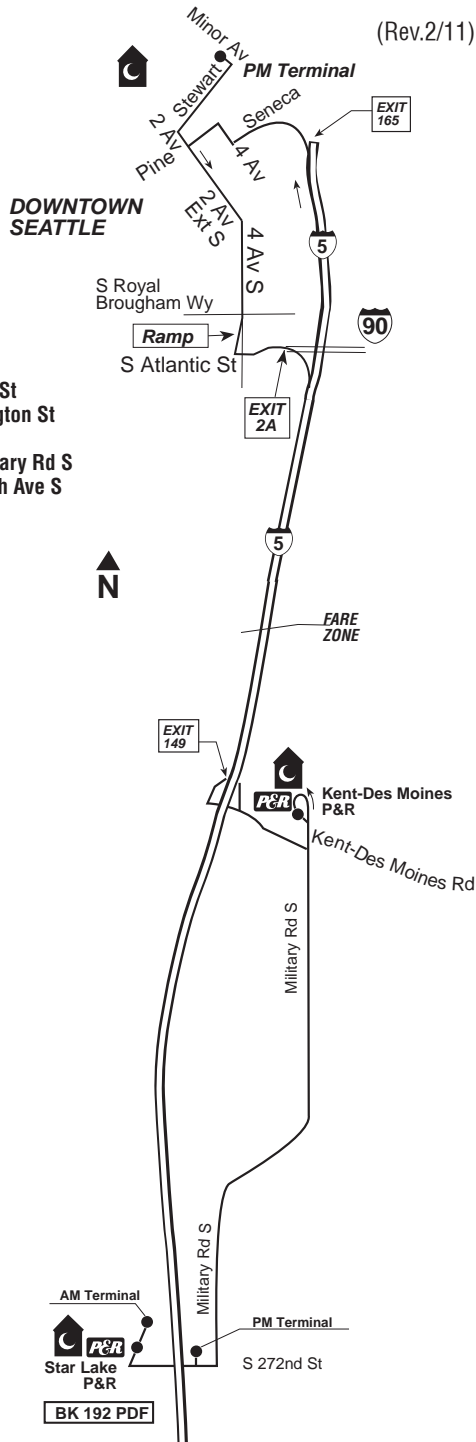 (Rev.2/11)
Minor Av
PM Terminal
Stewart
Seneca
EXIT
165
2 Av
Pine
4 Av
DOWNTOWN
SEATTLE
2 Av
Ext S
4 Av S
5
S Royal
Brougham Wy
90
Ramp
S Atlantic St
EXIT
2A
St
gton St
ary Rd S
h Ave S
5
N
FARE
ZONE
EXIT
149
P&R
Kent-Des Moines
P&R
Kent-Des Moines Rd
Military Rd S
Military Rd S
AM Terminal
PM Terminal
P&R
Star Lake
P&R
S 272nd St
BK 192 PDF